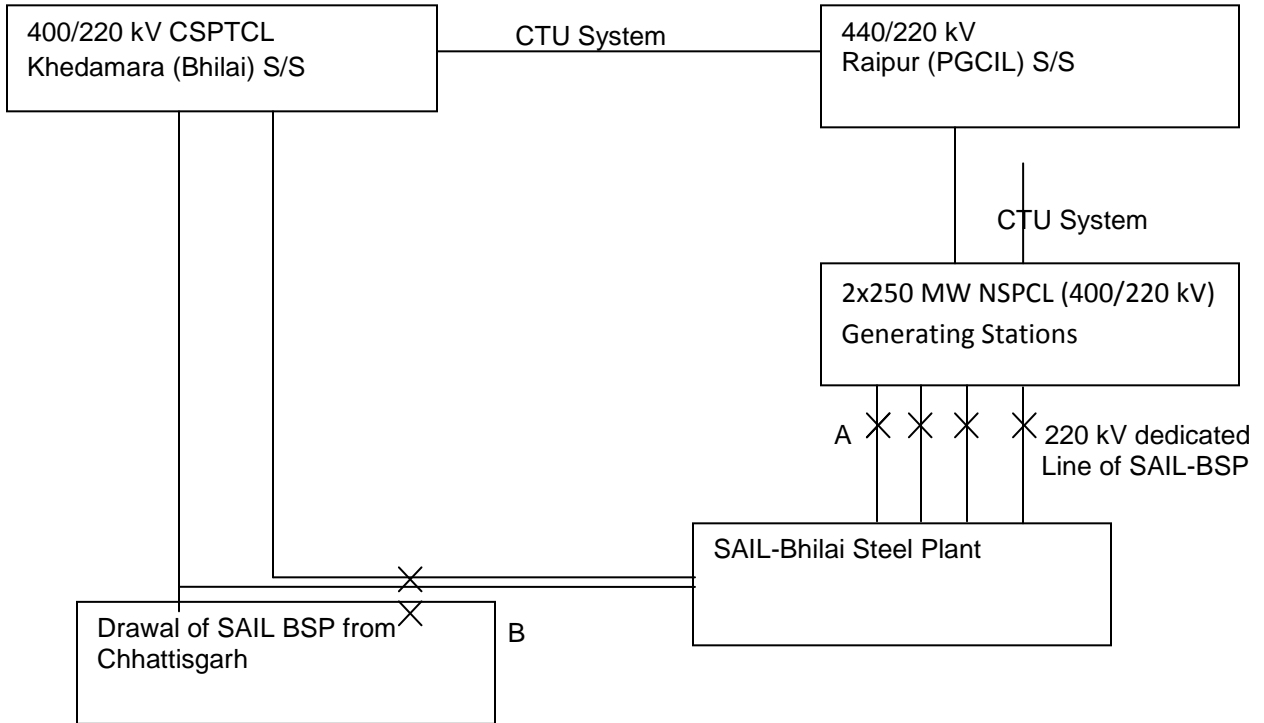 400/220 kV CSPTCL
Khedamara (Bhilai) S/S
CTU System
440/220 kV
Raipur (PGCIL) S/S
CTU System
2x250 MW NSPCL (400/220 kV)
Generating Stations
A
220 kV dedicated
Line of SAIL-BSP
SAIL-Bhilai Steel Plant
Drawal of SAIL BSP from
Chhattisgarh
B